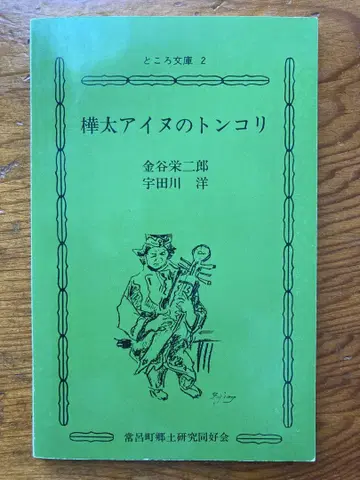 ところ文庫 2
樺太アイヌのトンコリ
金谷栄二郎
宇田川 洋
常呂町郷土研究同好会